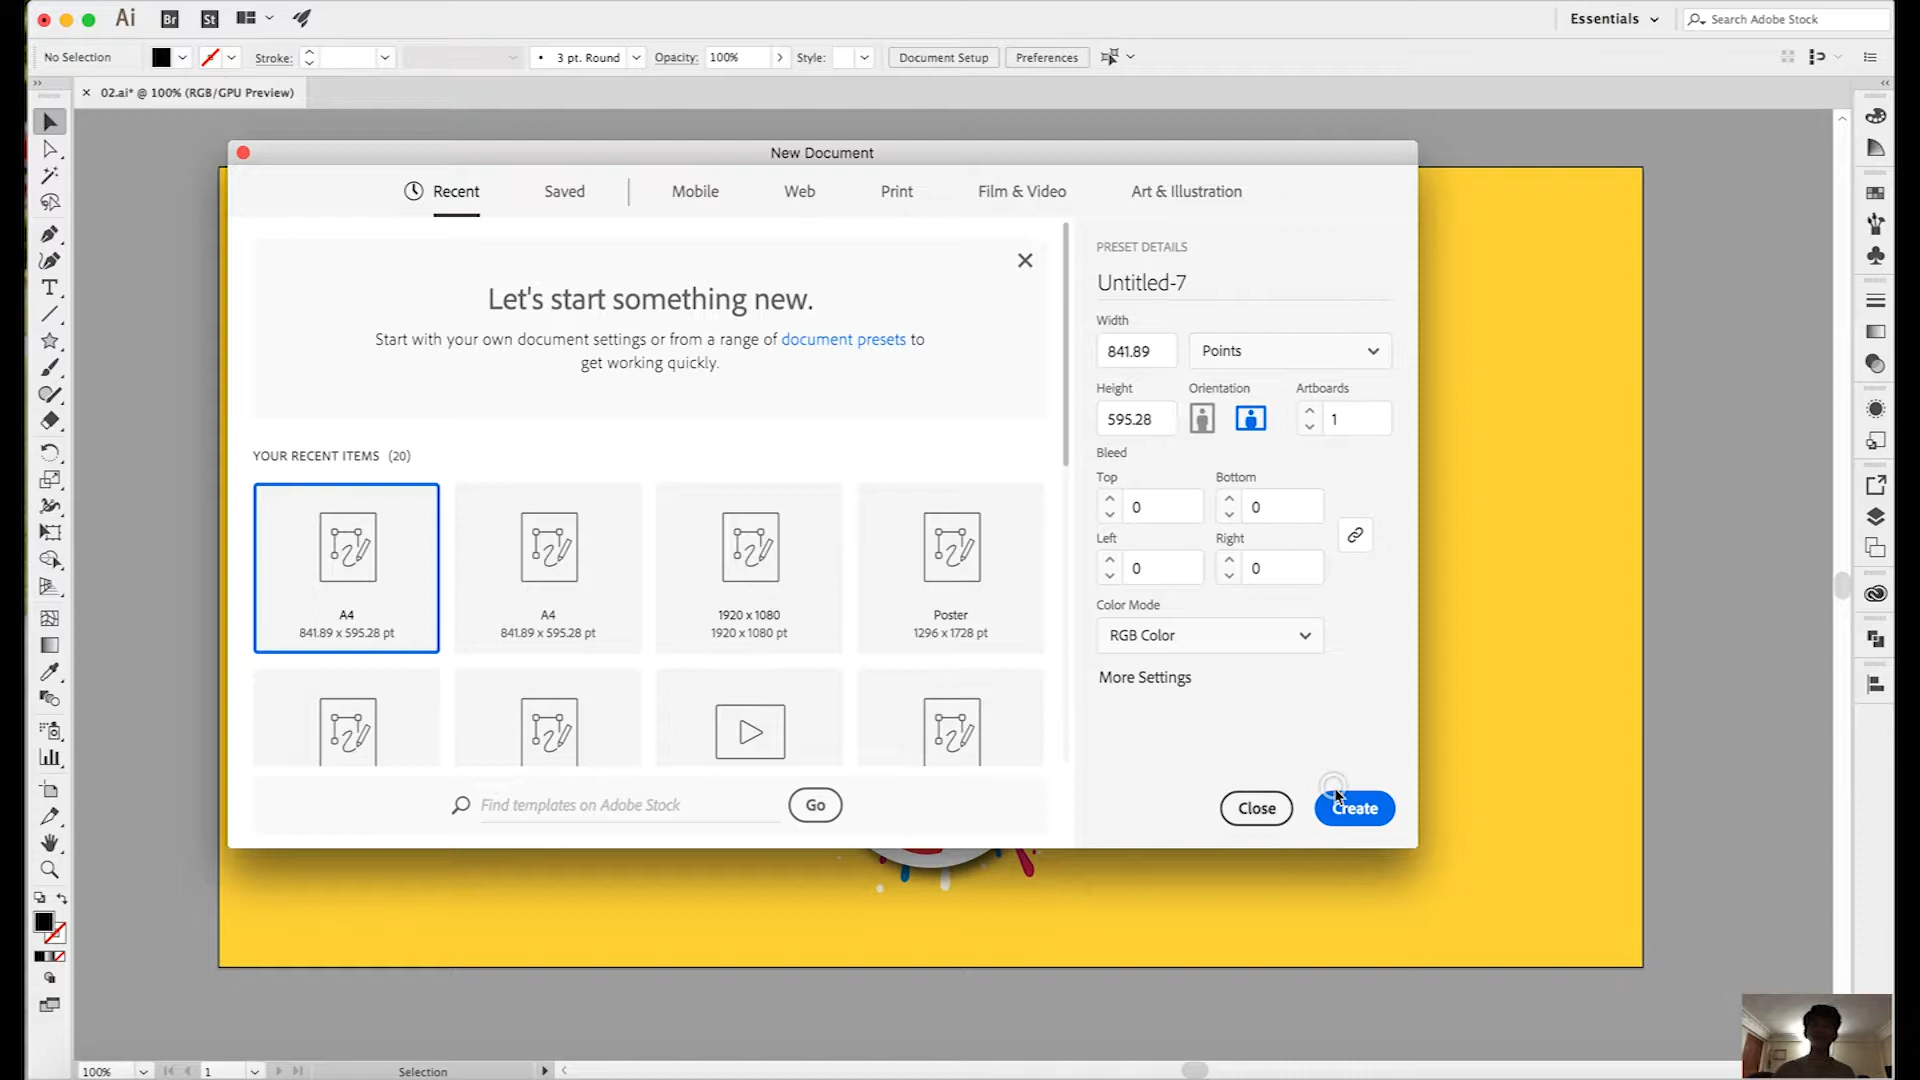 Ai Br St Essentials Search Adobe Stock
No Selection Stroke: 3 pt. Round Opacity: 100% Style: Document Setup Preferences
02.ai* @ 100% (RGB/GPU Preview)
New Document
Recent Saved Mobile Web Print Film & Video Art & Illustration
Let's start something new.
Start with your own document settings or from a range of document presets to
get working quickly.
YOUR RECENT ITEMS (20)
A4
841.89 x 595.28 pt
A4
841.89 x 595.28 pt
1920 x 1080
1920 x 1080 pt
Poster
1296 x 1728 pt
Find templates on Adobe Stock Go
PRESET DETAILS
Untitled-7
Width
841.89 Points
Height Orientation Artboards
595.28 1
Bleed
Top Bottom
0 0
Left Right
0 0
Color Mode
RGB Color
More Settings
Close Create
100% 1 Selection